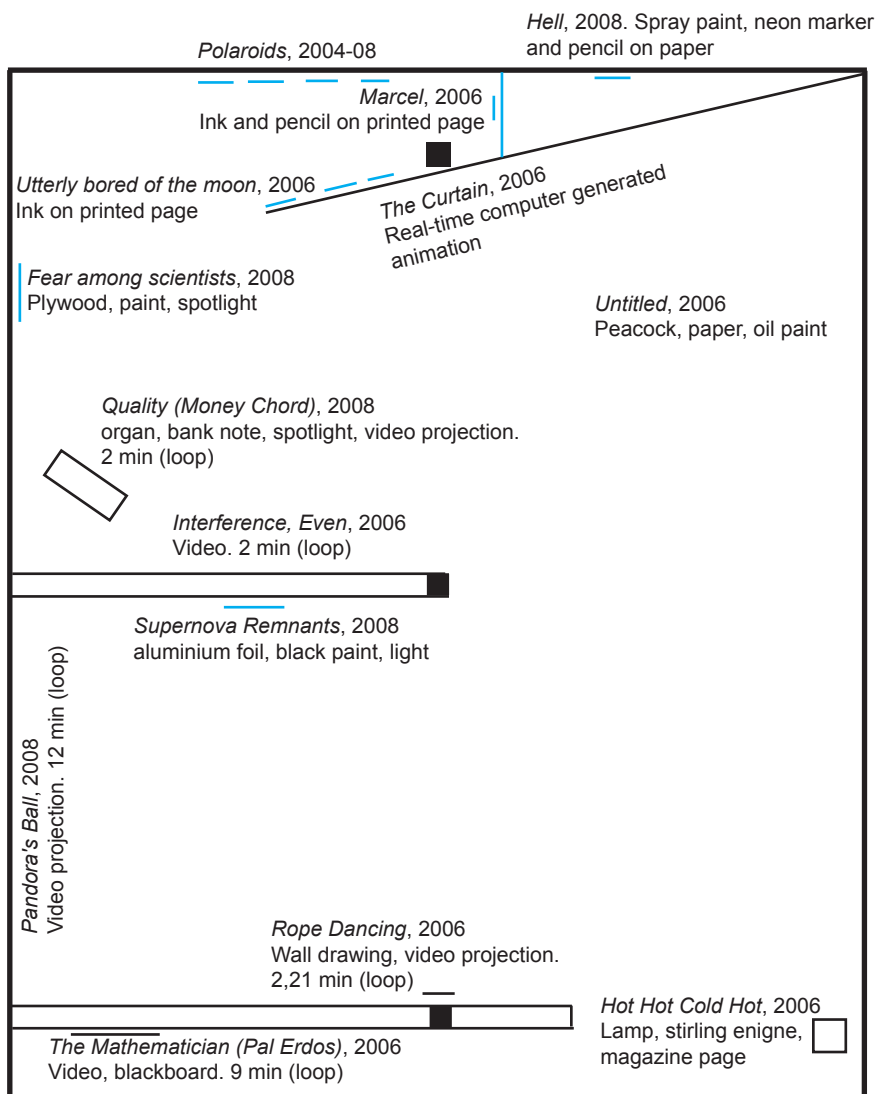 Hell, 2008. Spray paint, neon marker
and pencil on paper
Polaroids, 2004-08
Marcel, 2006
Ink and pencil on printed page
Utterly bored of the moon, 2006
Ink on printed page
The Curtain, 2006
Real-time computer generated
animation
Fear among scientists, 2008
Plywood, paint, spotlight
Untitled, 2006
Peacock, paper, oil paint
Quality (Money Chord), 2008
organ, bank note, spotlight, video projection.
2 min (loop)
Interference, Even, 2006
Video. 2 min (loop)
Supernova Remnants, 2008
aluminium foil, black paint, light
Pandora's Ball, 2008
Video projection. 12 min (loop)
Rope Dancing, 2006
Wall drawing, video projection.
2,21 min (loop)
Hot Hot Cold Hot, 2006
Lamp, stirling enigne,
magazine page
The Mathematician (Pal Erdos), 2006
Video, blackboard. 9 min (loop)